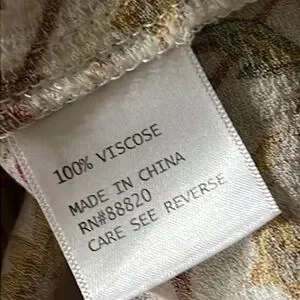 100% VISCOSE
MADE IN CHINA
RN#88820
CARE SEE REVERSE